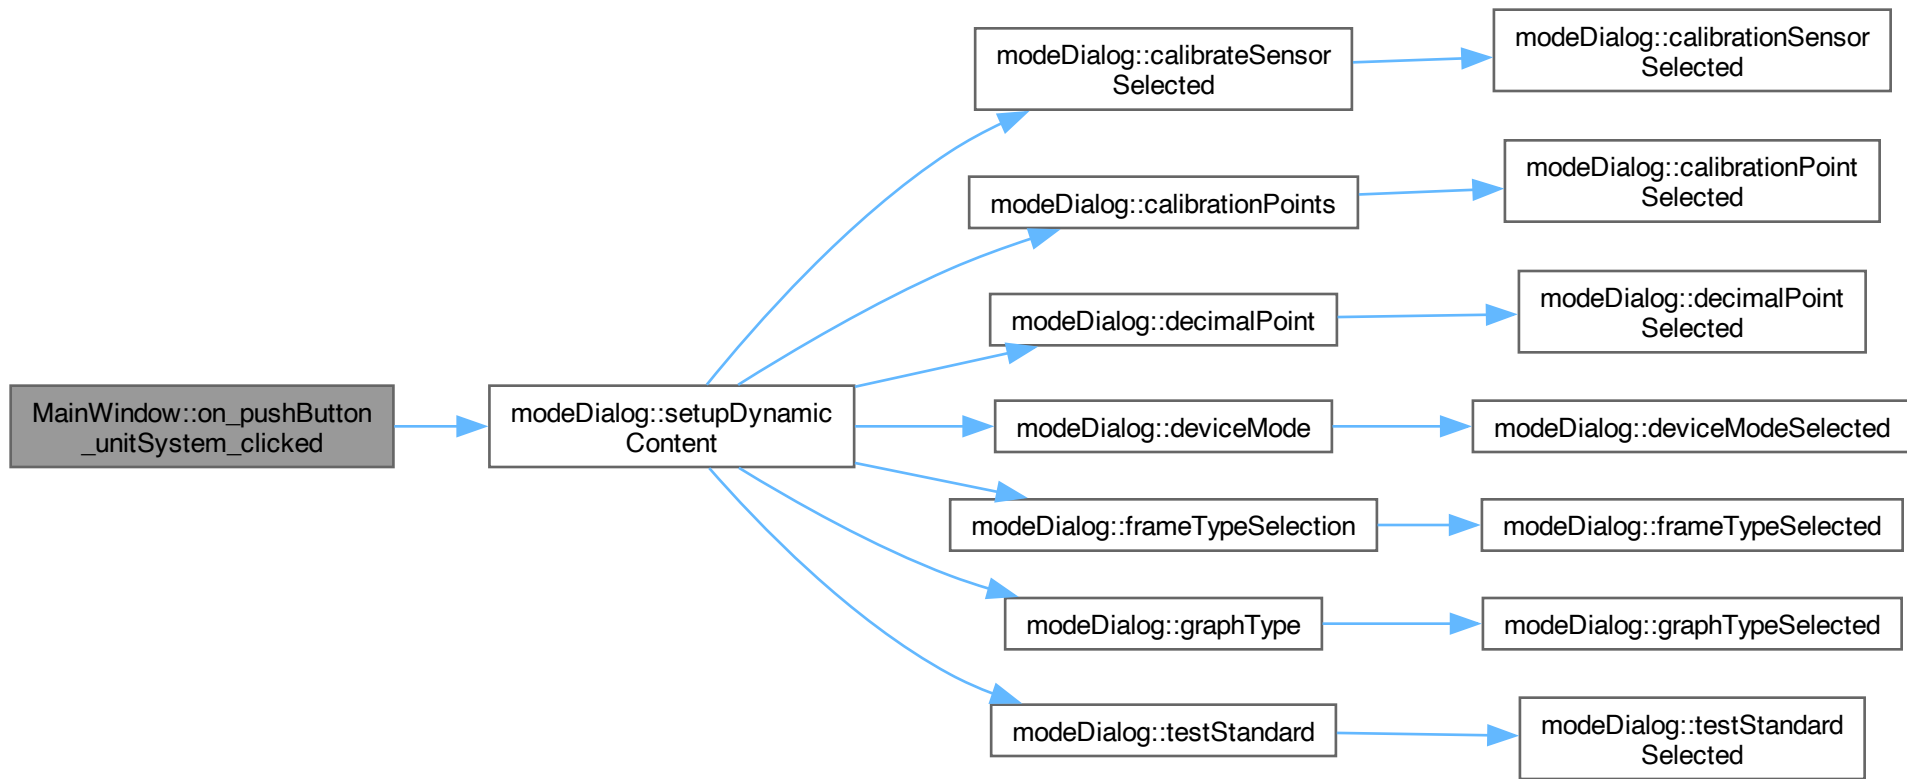 MainWindow::on_pushButton
_unitSystem_clicked
modeDialog::setupDynamic
Content
modeDialog::calibrateSensor
Selected
modeDialog::calibrationSensor
Selected
modeDialog::calibrationPoints
modeDialog::calibrationPoint
Selected
modeDialog::decimalPoint
modeDialog::decimalPoint
Selected
modeDialog::deviceMode
modeDialog::deviceModeSelected
modeDialog::frameTypeSelection
modeDialog::frameTypeSelected
modeDialog::graphType
modeDialog::graphTypeSelected
modeDialog::testStandard
modeDialog::testStandard
Selected